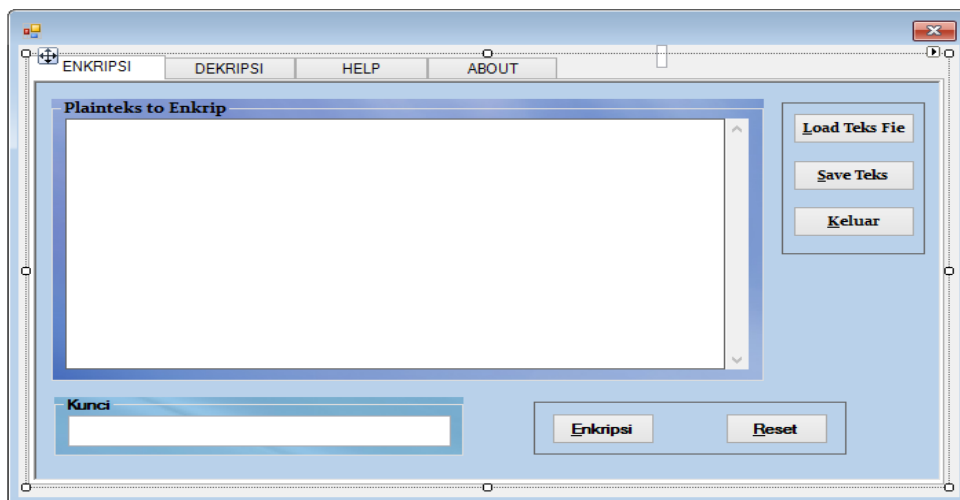 ENKRIPSI DEKRIPSI HELP ABOUT
Plainteks to Enkrip
Load Teks Fie
Save Teks
Keluar
Kunci
Enkripsi Reset